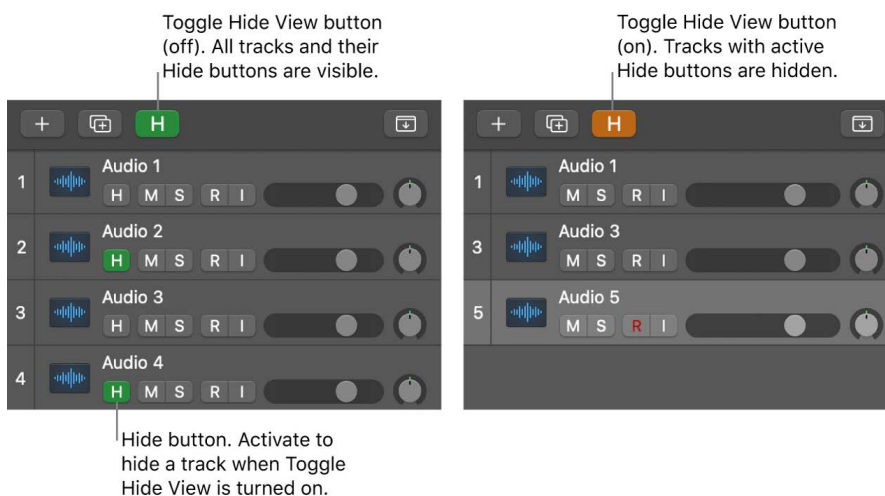 Toggle Hide View button
(off). All tracks and their
Hide buttons are visible.
Toggle Hide View button
(on). Tracks with active
Hide buttons are hidden.
H
1
Audio 1
H M S R I
2
Audio 2
H M S R I
3
Audio 3
H M S R I
4
Audio 4
H M S R I
H
1
Audio 1
M S R I
3
Audio 3
M S R I
5
Audio 5
M S R I
Hide button. Activate to
hide a track when Toggle
Hide View is turned on.